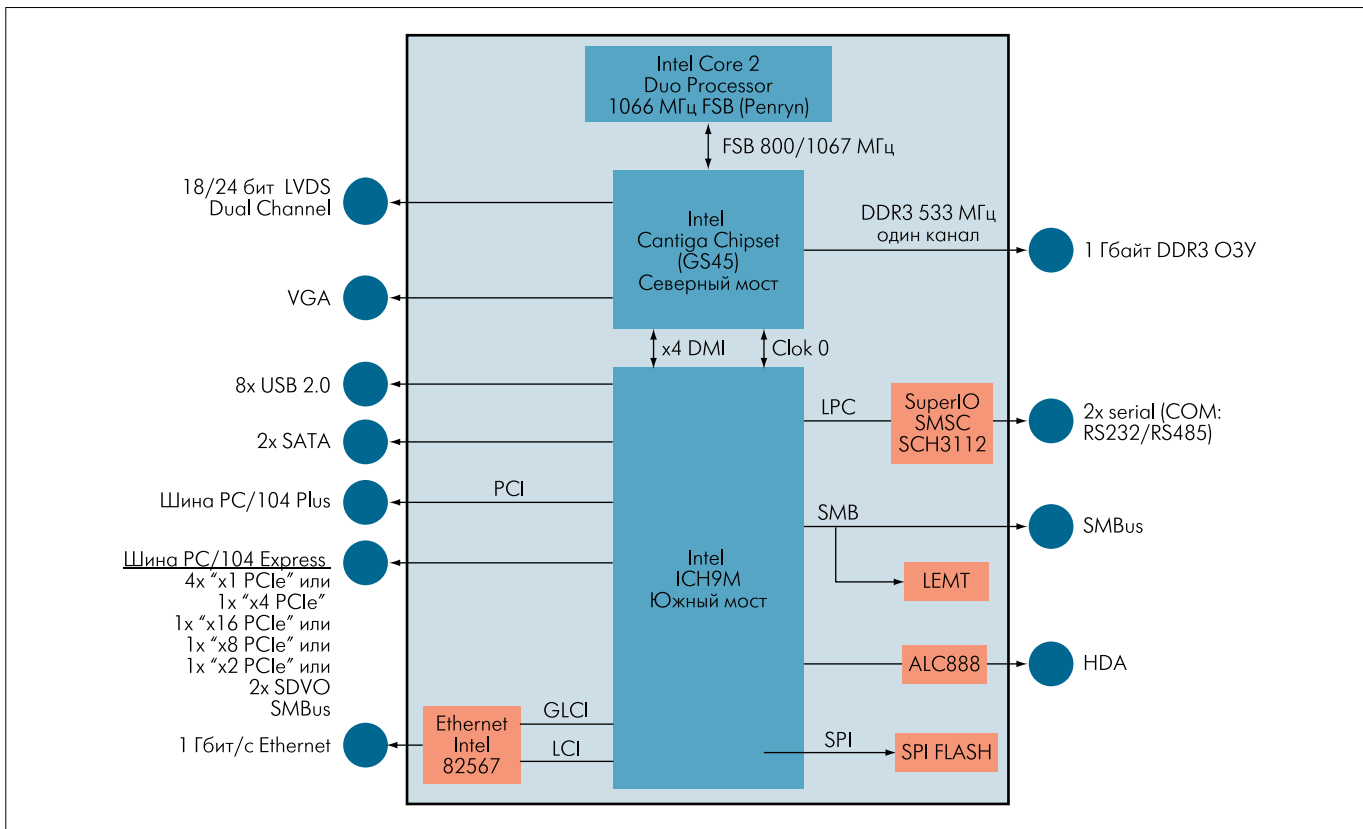 Intel Core 2
Duo Processor
1066 МГц FSB (Penryn)
FSB 800/1067 МГц
18/24 бит LVDS
Dual Channel
Intel
Cantiga Chipset
(GS45)
Северный мост
DDR3 533 МГц
один канал
1 Гбайт DDR3 ОЗУ
VGA
x4 DMI
Clok 0
8x USB 2.0
2x SATA
LPC
SuperIO
SMSC
SCH3112
2x serial (COM:
RS232/RS485)
Шина PC/104 Plus
PCI
SMB
SMBus
Шина PC/104 Express
4x “x1 PCIe” или
1x “x4 PCIe”
1x “x16 PCIe” или
1x “x8 PCIe” или
1x “x2 PCIe” или
2x SDVO
SMBus
Intel
ICH9M
Южный мост
LEMT
ALC888
HDA
GLCI
LCI
Ethernet
Intel
82567
1 Гбит/с Ethernet
SPI
SPI FLASH